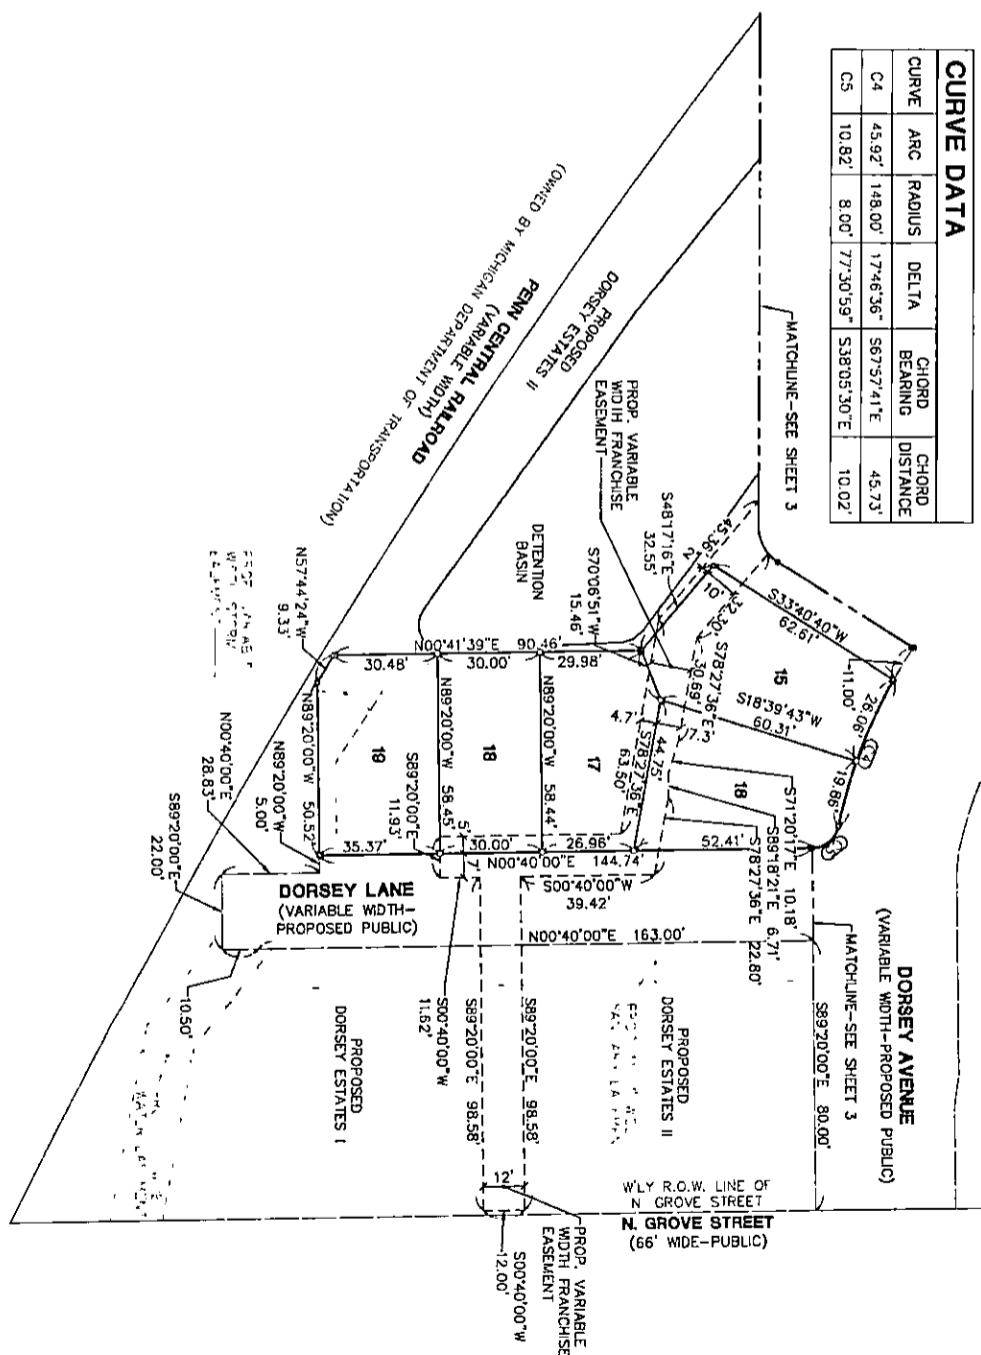 CURVE DATA
CURVE ARC RADIUS DELTA CHORD BEARING CHORD DISTANCE
C4 45.92' 148.00' 17°46'36" S67°57'41"E 45.73'
C5 10.82' 8.00' 77°30'59" S38°05'30"E 10.02'
MATCHLINE-SEE SHEET 3
PROPOSED
DORSEY ESTATES II
PENN CENTRAL RAILROAD
(VARIABLE WIDTH)
(OWNED BY MICHIGAN DEPARTMENT OF TRANSPORTATION)
PROP. VARIABLE
WIDTH FRANCHISE
EASEMENT
DETENTION
BASIN
S48°17'16"E
32.55'
S70°06'51"W
15.46'
45.36'
2'
10'
S33°40'40"W
62.61'
15
11.00'
26.06'
C4
S18°39'43"W
60.31'
19.86'
S78°27'36"E
30.69'
4.7'
7.3'
44.75'
S78°27'36"E
63.50'
16
52.41'
S71°20'17"E 10.18'
S89°18'21"E 6.71'
S78°27'36"E 22.80'
N00°41'39"E 90.46'
30.48'
30.00'
29.98'
N57°44'24"W
9.33'
N89°20'00"W 50.52'
19
N89°20'00"W 58.45'
18
N89°20'00"W 58.44'
17
S89°20'00"E
11.93'
5'
35.37'
30.00'
26.96'
N00°40'00"E 144.74'
S00°40'00"W
39.42'
N00°40'00"E
28.83'
N89°20'00"W
5.00'
S89°20'00"E
22.00'
DORSEY LANE
(VARIABLE WIDTH-
PROPOSED PUBLIC)
N00°40'00"E 163.00'
10.50'
S00°40'00"W
11.62'
S89°20'00"E 98.58'
S89°20'00"E 98.58'
PROPOSED
DORSEY ESTATES I
PROPOSED
DORSEY ESTATES II
DORSEY AVENUE
(VARIABLE WIDTH-PROPOSED PUBLIC)
MATCHLINE-SEE SHEET 3
S89°20'00"E 80.00'
12'
W'LY R.O.W. LINE OF
N GROVE STREET
N. GROVE STREET
(66' WIDE-PUBLIC)
PROP. VARIABLE
WIDTH FRANCHISE
EASEMENT
S00°40'00"W
12.00'